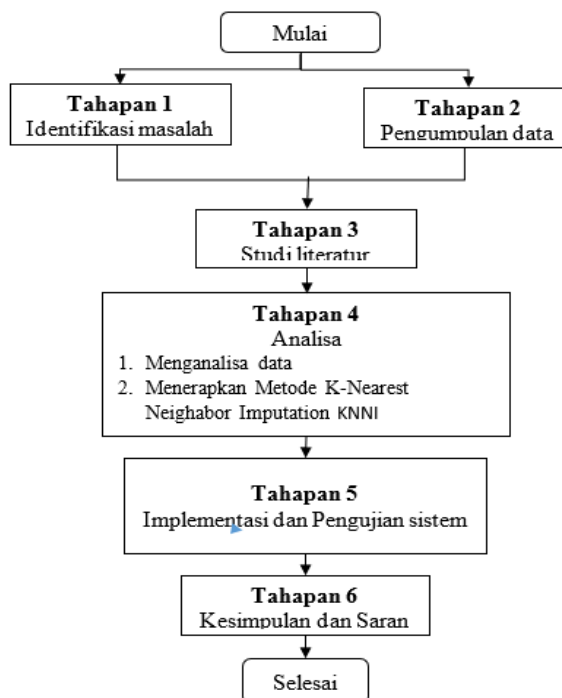 Mulai
Tahapan 1
Identifikasi masalah
Tahapan 2
Pengumpulan data
Tahapan 3
Studi literatur
Tahapan 4
Analisa
1. Menganalisa data
2. Menerapkan Metode K-Nearest
Neighabor Imputation KNNI
Tahapan 5
Implementasi dan Pengujian sistem
Tahapan 6
Kesimpulan dan Saran
Selesai